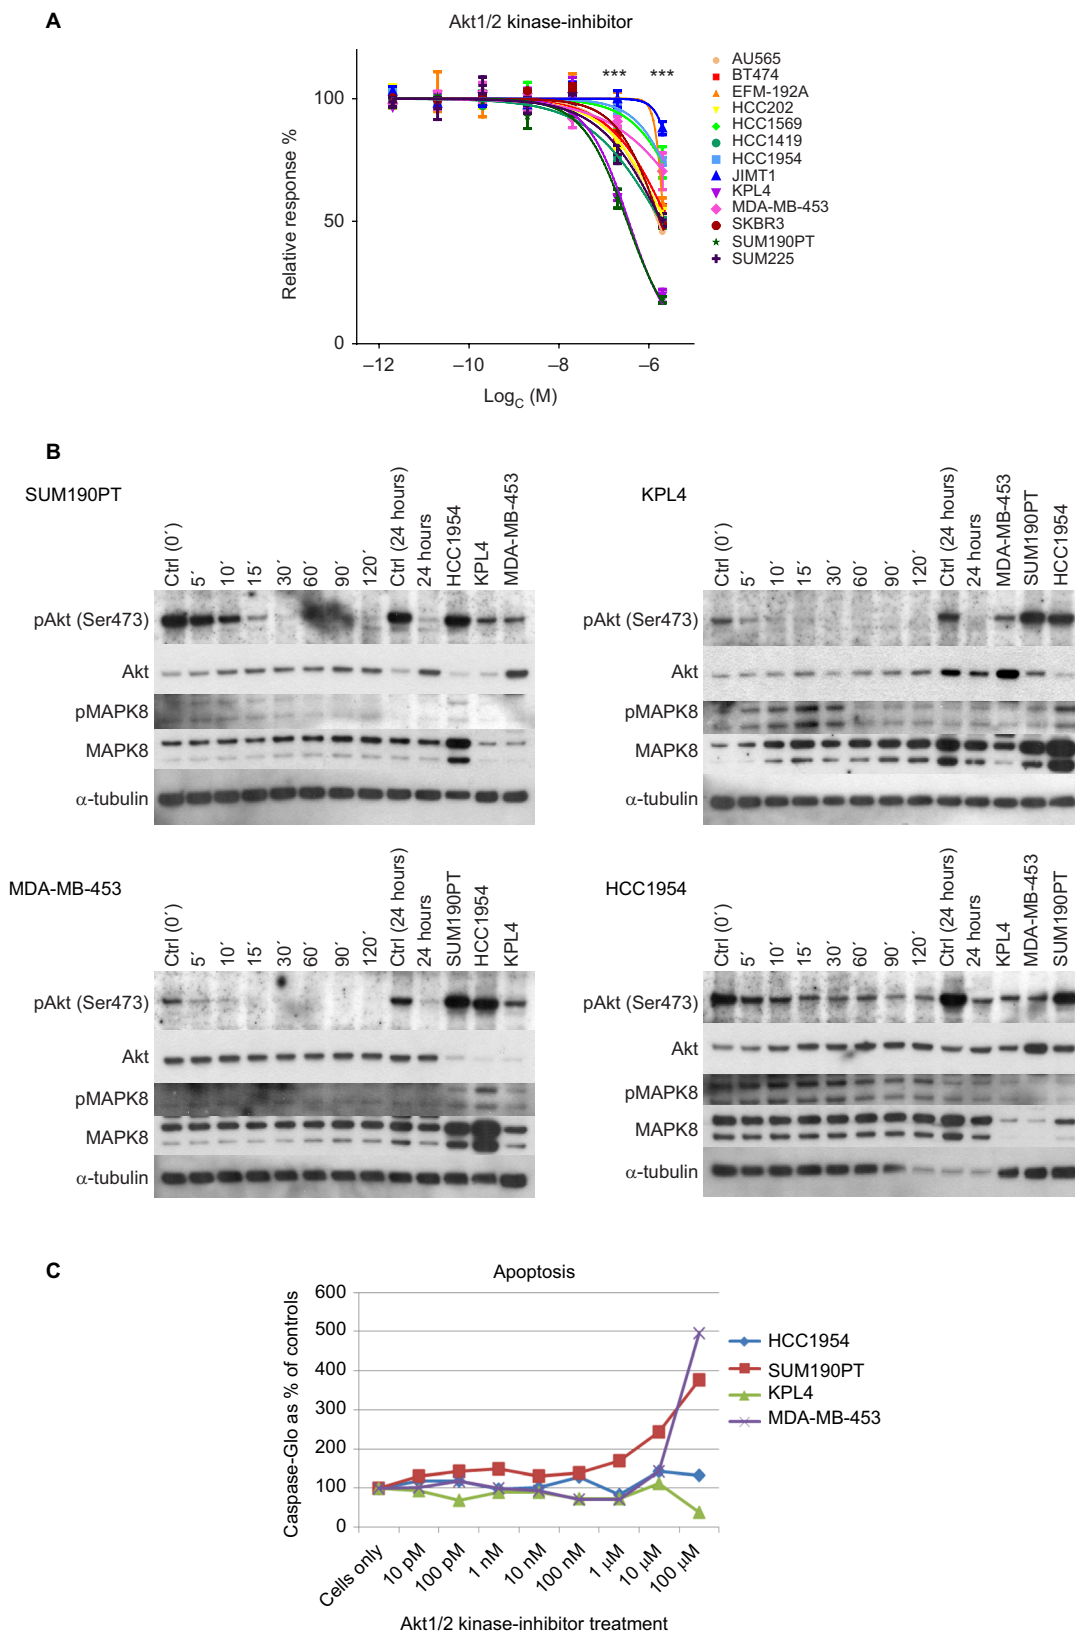 A
Akt1/2 kinase-inhibitor
Relative response %
100
50
0
−12
−10
−8
−6
Log_C (M)
***
***
AU565
BT474
EFM-192A
HCC202
HCC1569
HCC1419
HCC1954
JIMT1
KPL4
MDA-MB-453
SKBR3
SUM190PT
SUM225
B
SUM190PT
Ctrl (0´)
5´
10´
15´
30´
60´
90´
120´
Ctrl (24 hours)
24 hours
HCC1954
KPL4
MDA-MB-453
pAkt (Ser473)
Akt
pMAPK8
MAPK8
α-tubulin
KPL4
Ctrl (0´)
5´
10´
15´
30´
60´
90´
120´
Ctrl (24 hours)
24 hours
MDA-MB-453
SUM190PT
HCC1954
pAkt (Ser473)
Akt
pMAPK8
MAPK8
α-tubulin
MDA-MB-453
Ctrl (0´)
5´
10´
15´
30´
60´
90´
120´
Ctrl (24 hours)
24 hours
SUM190PT
HCC1954
KPL4
pAkt (Ser473)
Akt
pMAPK8
MAPK8
α-tubulin
HCC1954
Ctrl (0´)
5´
10´
15´
30´
60´
90´
120´
Ctrl (24 hours)
24 hours
KPL4
MDA-MB-453
SUM190PT
pAkt (Ser473)
Akt
pMAPK8
MAPK8
α-tubulin
C
Apoptosis
Caspase-Glo as % of controls
600
500
400
300
200
100
0
Cells only
10 pM
100 pM
1 nM
10 nM
100 nM
1 μM
10 μM
100 μM
Akt1/2 kinase-inhibitor treatment
HCC1954
SUM190PT
KPL4
MDA-MB-453